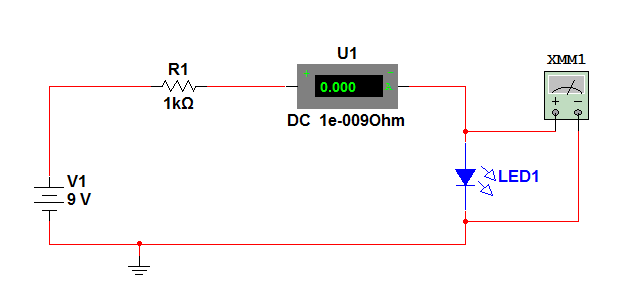 XMM1
U1
R1
+ -
0.000 A
1kΩ
DC 1e-009Ohm
+ -
V1
9 V
LED1